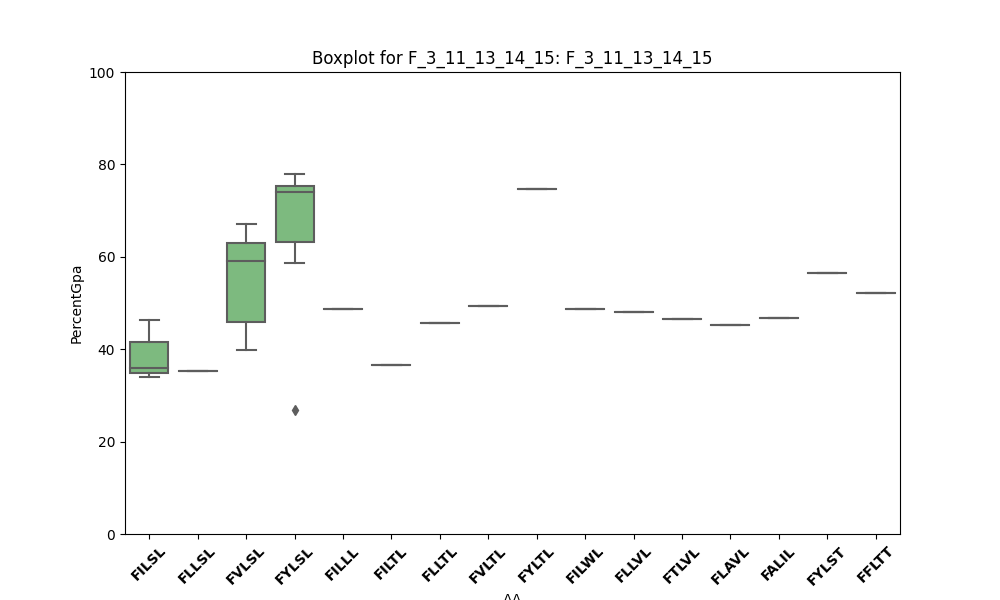 Boxplot for F_3_11_13_14_15: F_3_11_13_14_15
100
80
60
40
20
0
PercentGpa
FILSL FLLSL FVLSL FYLSL FILLL FILTL FLLTL FVLTL FYLTL FILWL FLLVL FTLVL FLAVL FALIL FYLST FFLTT
AA